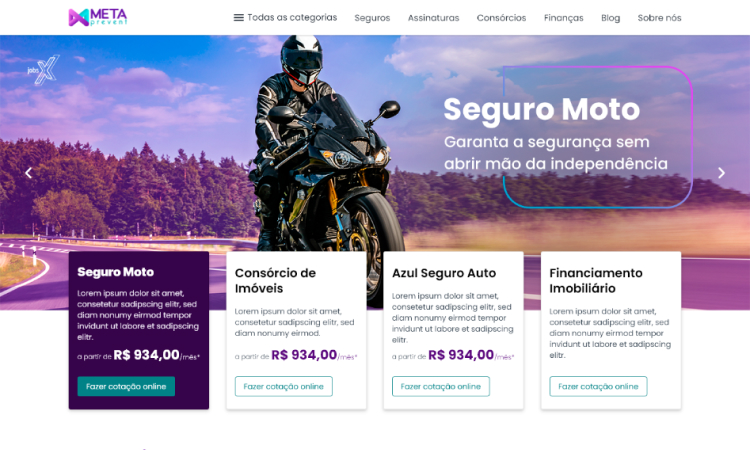 META
prevent
Todas as categorias
Seguros
Assinaturas
Consórcios
Finanças
Blog
Sobre nós
jobs
X
Seguro Moto
Garanta a segurança sem
abrir mão da independência
Seguro Moto
Lorem ipsum dolor sit amet,
consetetur sadipscing elitr, sed
diam nonumy eirmod tempor
invidunt ut labore et sadipscing
elitr.
a partir de R$ 934,00/mês*
Fazer cotação online
Consórcio de
Imóveis
Lorem ipsum dolor sit amet,
consetetur sadipscing elitr, sed
diam nonumy eirmod.
a partir de R$ 934,00/mês*
Fazer cotação online
Azul Seguro Auto
Lorem ipsum dolor sit amet,
consetetur sadipscing elitr, sed
diam nonumy eirmod tempor
invidunt ut labore et sadipscing
elitr.
a partir de R$ 934,00/mês*
Fazer cotação online
Financiamento
Imobiliário
Lorem ipsum dolor sit amet,
consetetur sadipscing elitr, sed
diam nonumy eirmod tempor
invidunt ut labore et sadipscing
elitr.
Fazer cotação online